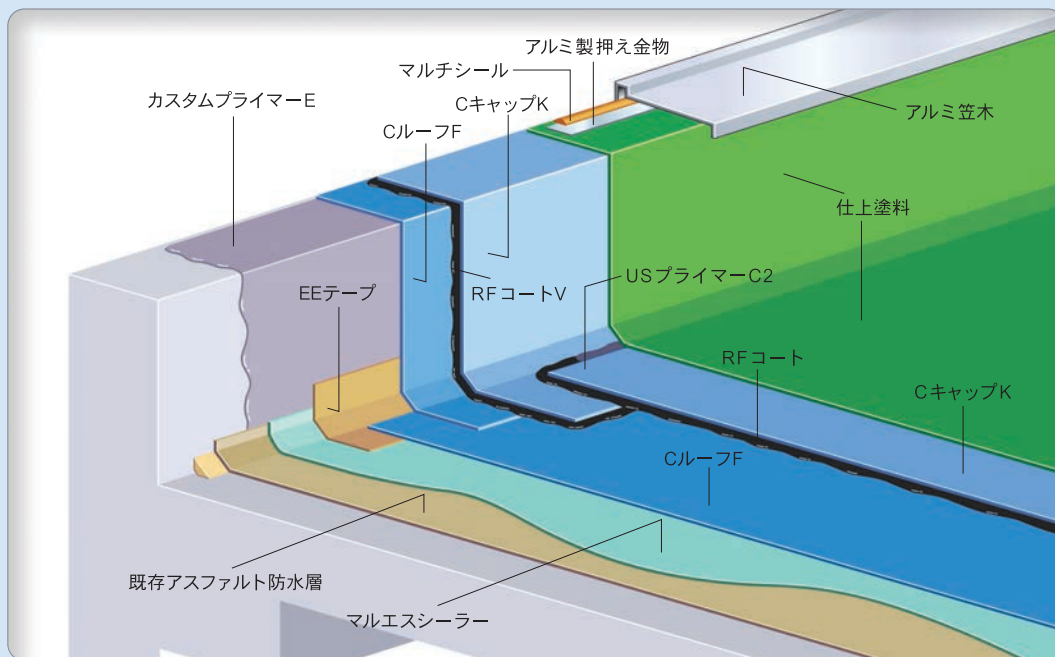 アルミ製押え金物
マルチシール
カスタムプライマーE
CキャップK
アルミ笠木
CルーフF
仕上塗料
USプライマーC2
EEテープ
RFコートV
RFコート
CキャップK
CルーフF
既存アスファルト防水層
マルエスシーラー